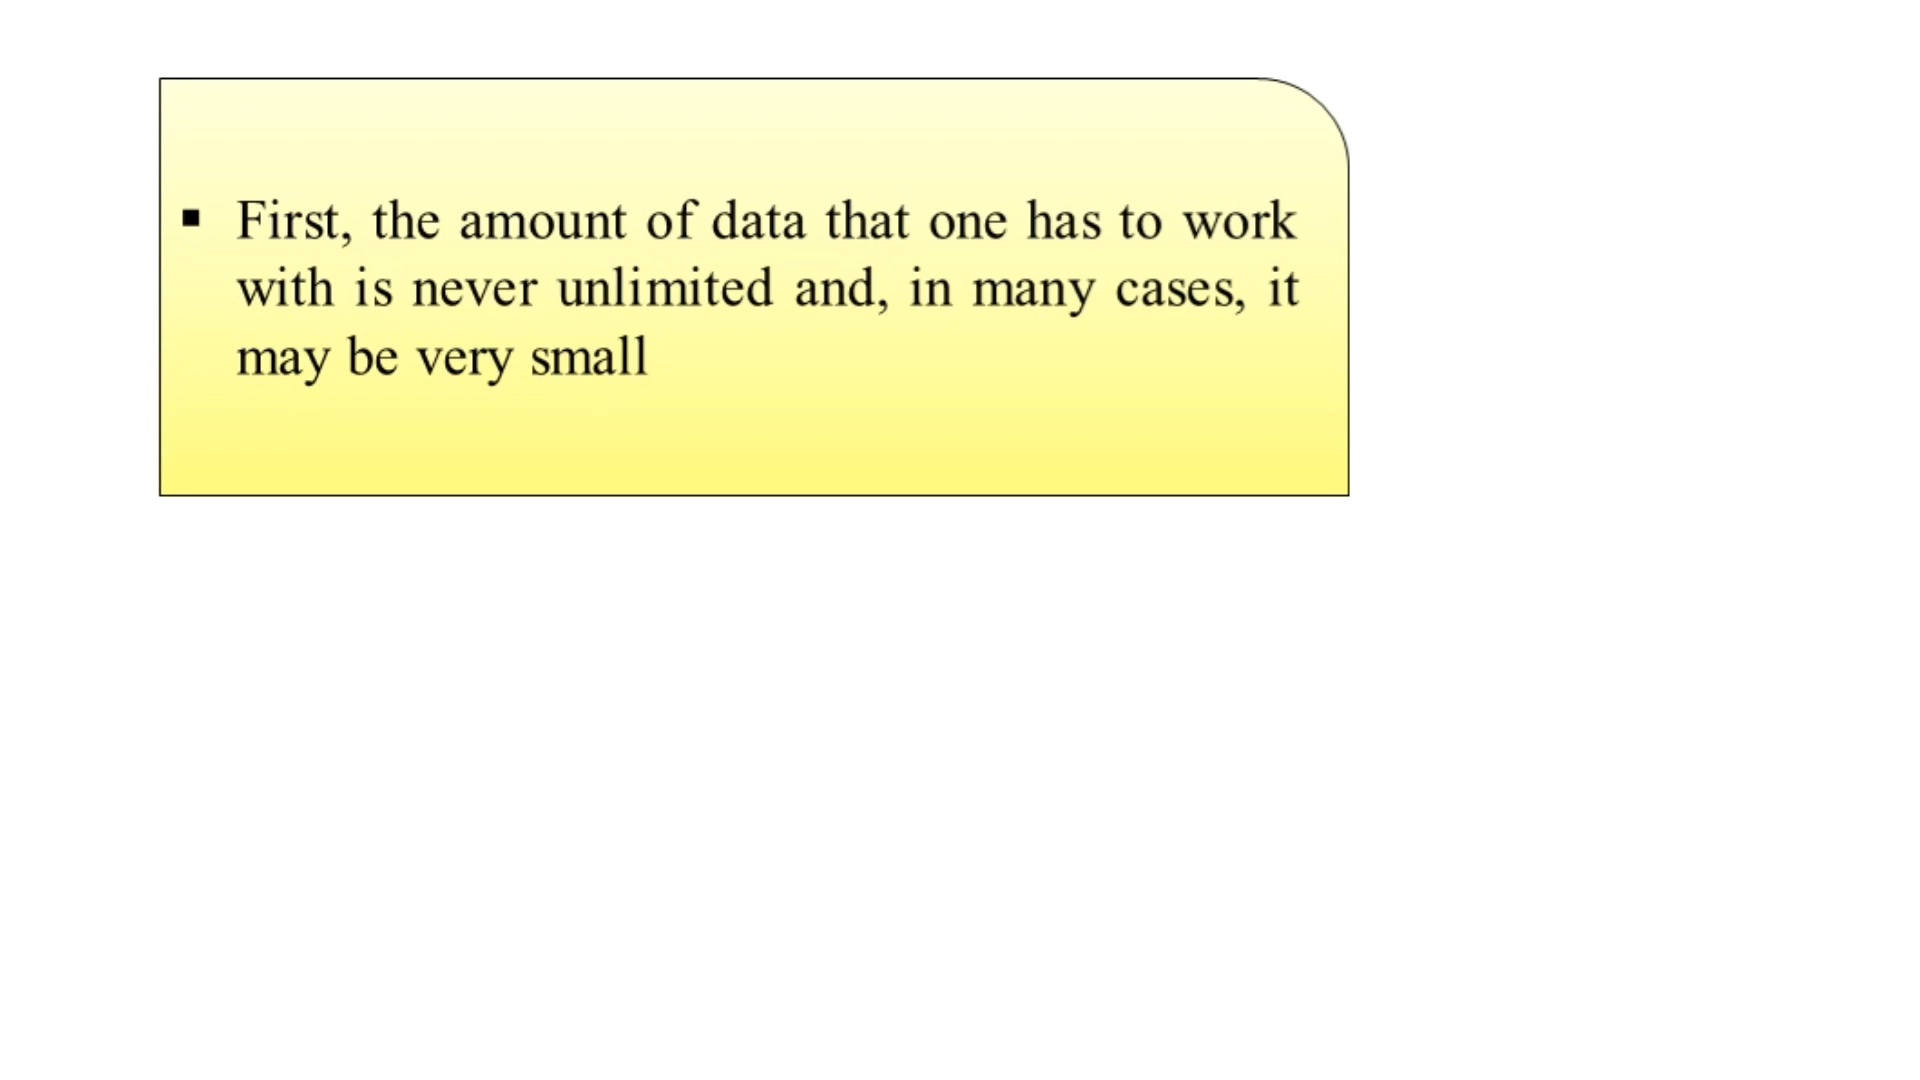 ▪ First, the amount of data that one has to work
with is never unlimited and, in many cases, it
may be very small